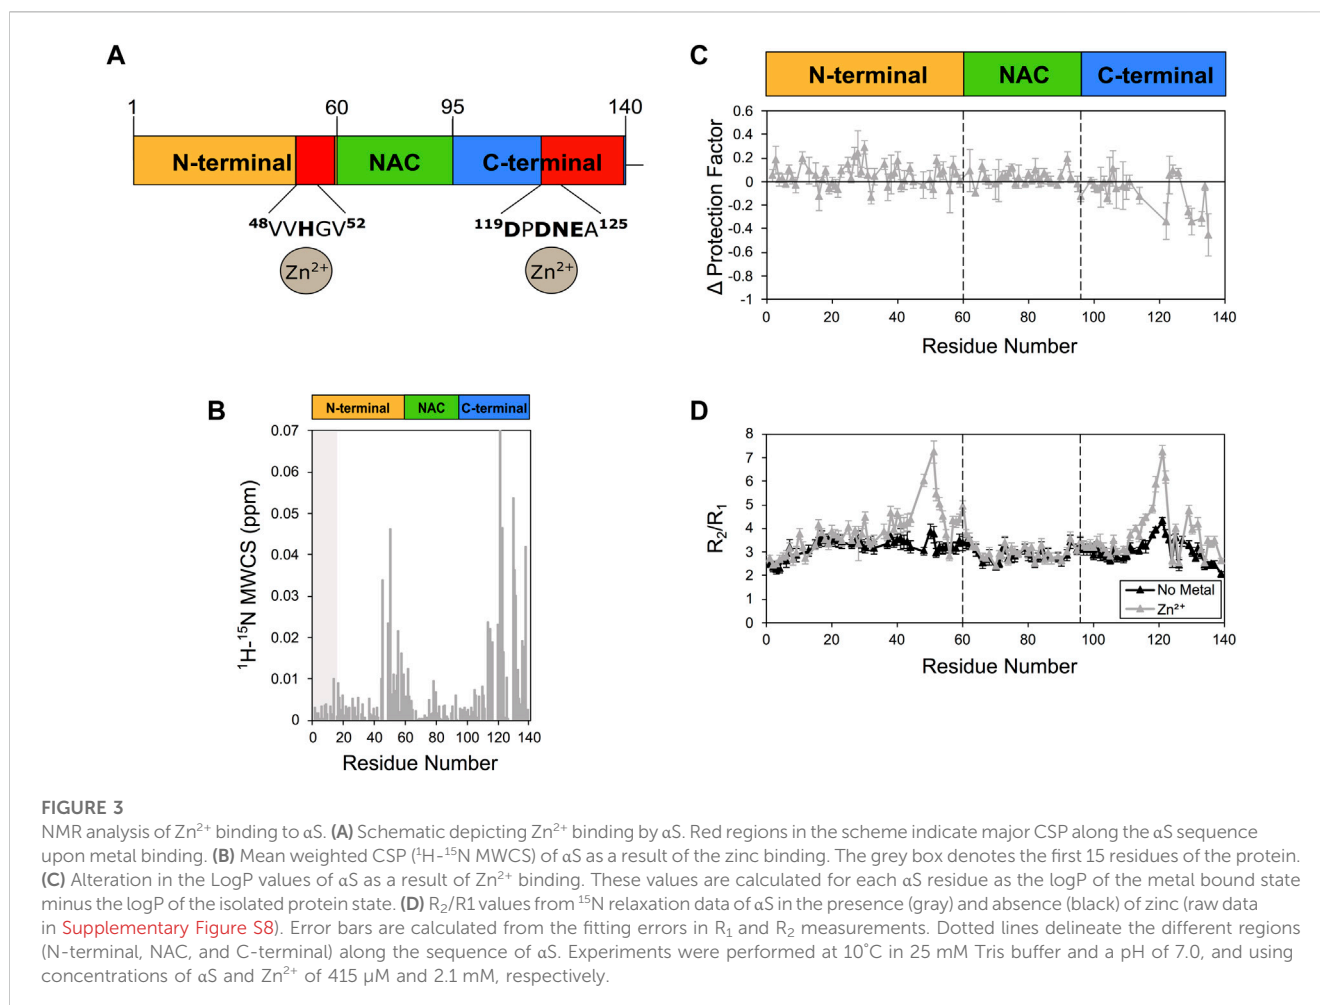 A
1 60 95 140
N-terminal NAC C-terminal
⁴⁸VVHGV⁵² ¹¹⁹DPDNEA¹²⁵
Zn²⁺ Zn²⁺
B
N-terminal NAC C-terminal
¹H-¹⁵N MWCS (ppm)
0.07
0.06
0.05
0.04
0.03
0.02
0.01
0
0 20 40 60 80 100 120 140
Residue Number
C
N-terminal NAC C-terminal
Δ Protection Factor
0.6
0.4
0.2
0
-0.2
-0.4
-0.6
-0.8
-1
0 20 40 60 80 100 120 140
Residue Number
D
R₂/R₁
8
7
6
5
4
3
2
1
0
No Metal
Zn²⁺
0 20 40 60 80 100 120 140
Residue Number
FIGURE 3
NMR analysis of Zn²⁺ binding to αS. (A) Schematic depicting Zn²⁺ binding by αS. Red regions in the scheme indicate major CSP along the αS sequence
upon metal binding. (B) Mean weighted CSP (¹H-¹⁵N MWCS) of αS as a result of the zinc binding. The grey box denotes the first 15 residues of the protein.
(C) Alteration in the LogP values of αS as a result of Zn²⁺ binding. These values are calculated for each αS residue as the logP of the metal bound state
minus the logP of the isolated protein state. (D) R₂/R1 values from ¹⁵N relaxation data of αS in the presence (gray) and absence (black) of zinc (raw data
in Supplementary Figure S8). Error bars are calculated from the fitting errors in R₁ and R₂ measurements. Dotted lines delineate the different regions
(N-terminal, NAC, and C-terminal) along the sequence of αS. Experiments were performed at 10°C in 25 mM Tris buffer and a pH of 7.0, and using
concentrations of αS and Zn²⁺ of 415 μM and 2.1 mM, respectively.